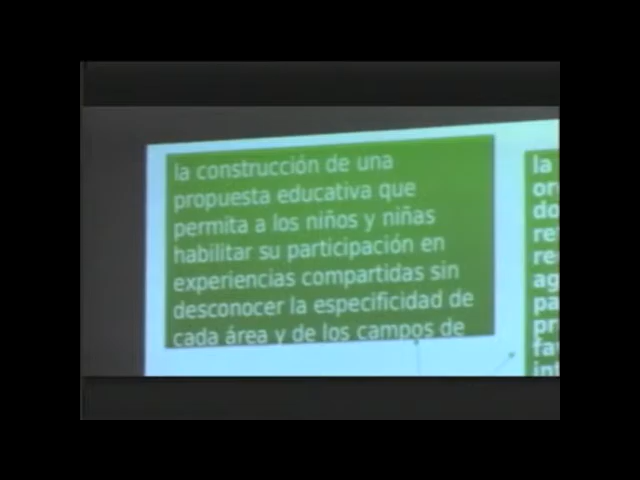 la construcción de una
propuesta educativa que
permita a los niños y niñas
habilitar su participación en
experiencias compartidas sin
desconocer la especificidad de
cada área y de los campos de
la